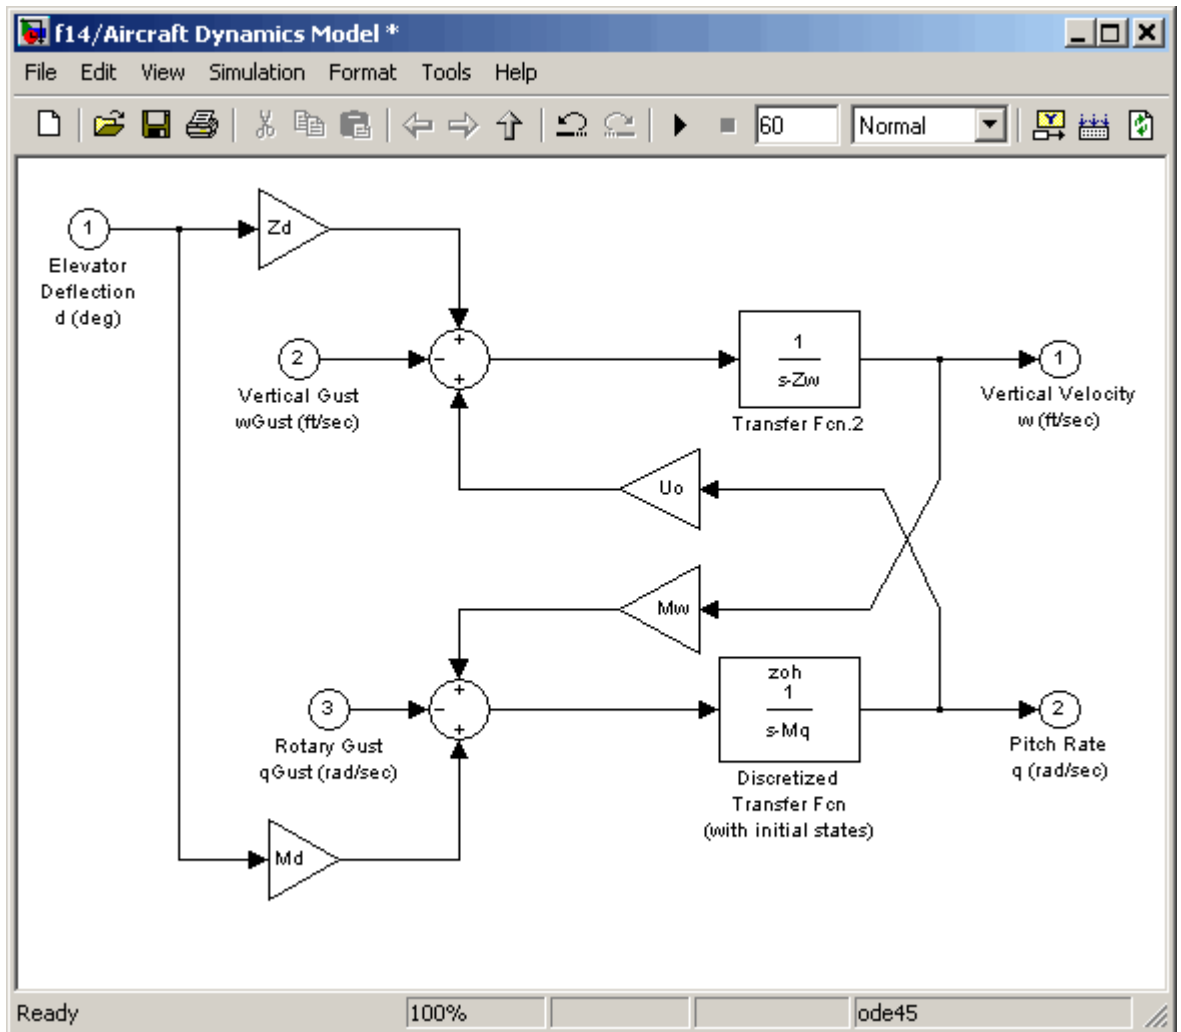 f14/Aircraft Dynamics Model *
File Edit View Simulation Format Tools Help
60 Normal
1
Elevator
Deflection
d (deg)
Zd
2
Vertical Gust
wGust (ft/sec)
+
-
+
1
s-Zw
Transfer Fcn.2
1
Vertical Velocity
w (ft/sec)
Uo
Mw
3
Rotary Gust
qGust (rad/sec)
+
-
+
zoh
1
s-Mq
Discretized
Transfer Fcn
(with initial states)
2
Pitch Rate
q (rad/sec)
Md
Ready 100% ode45